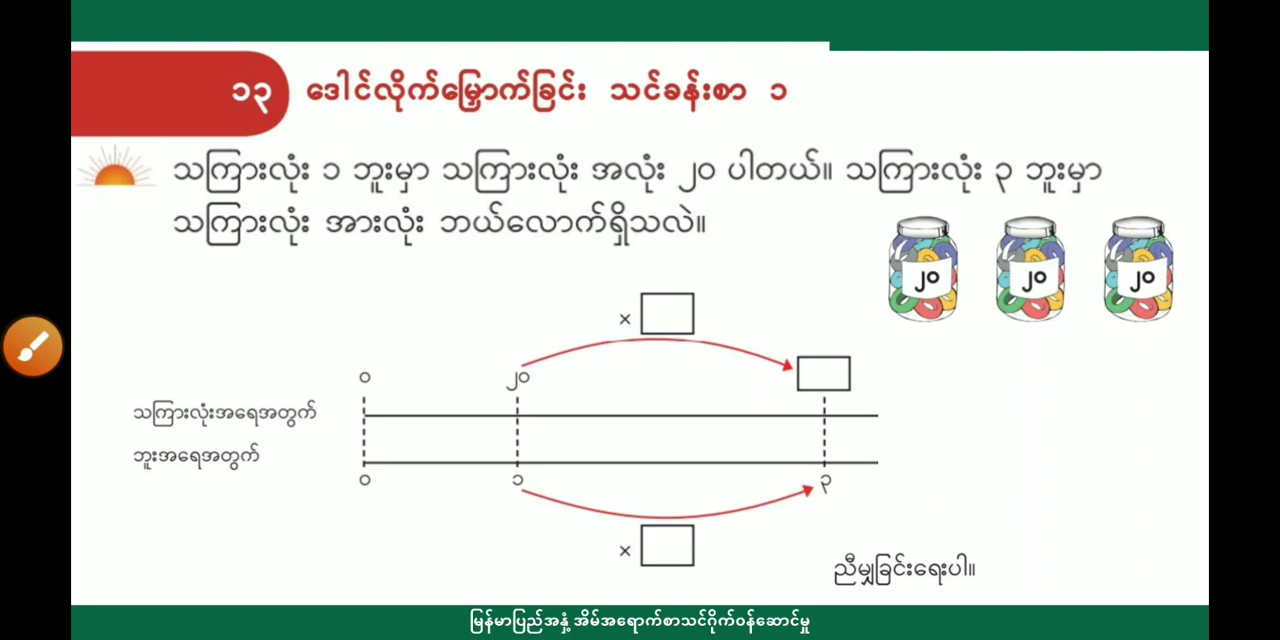 ၁၃ ဒေါင်လိုက်မြှောက်ခြင်း သင်ခန်းစာ ၁
သကြားလုံး ၁ ဘူးမှာ သကြားလုံး အလုံး ၂၀ ပါတယ်။ သကြားလုံး ၃ ဘူးမှာ
သကြားလုံး အားလုံး ဘယ်လောက်ရှိသလဲ။
၂၀ ၂၀ ၂၀
×
၀ ၂၀
သကြားလုံးအရေအတွက်
ဘူးအရေအတွက်
၀ ၁ ၃
×
ညီမျှခြင်းရေးပါ။
မြန်မာပြည်အနှံ့ အိမ်အရောက်စာသင်ဂိုက်ဝန်ဆောင်မှု